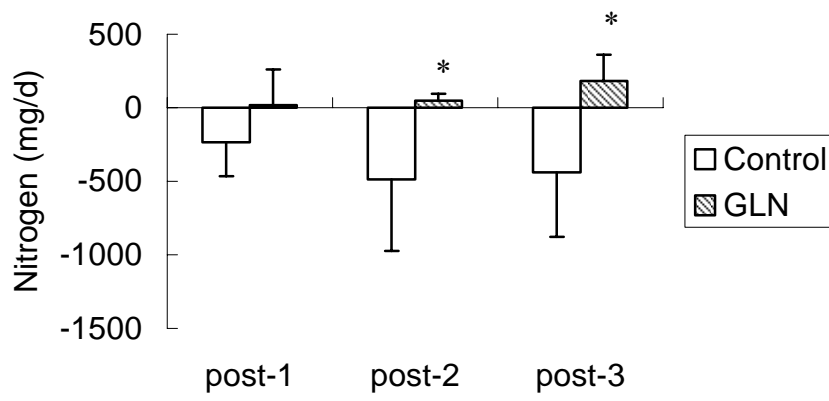 Nitrogen (mg/d)
500
0
-500
-1000
-1500
*
*
post-1
post-2
post-3
Control
GLN